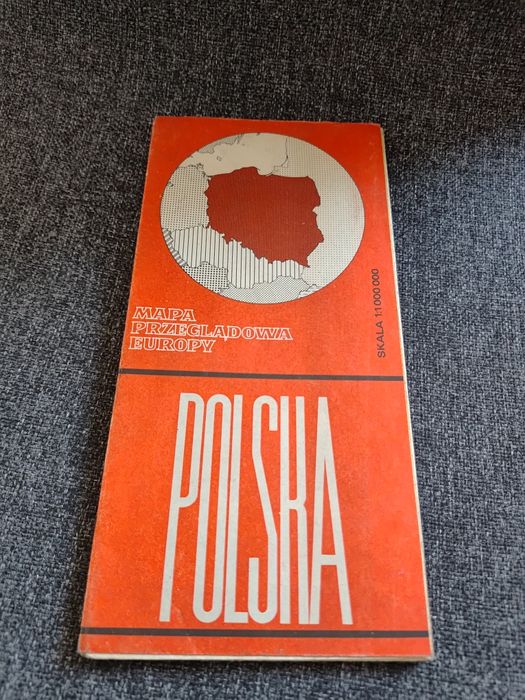 MAPA
PRZEGLĄDOWA
EUROPY
SKALA 1:1 000 000
POLSKA